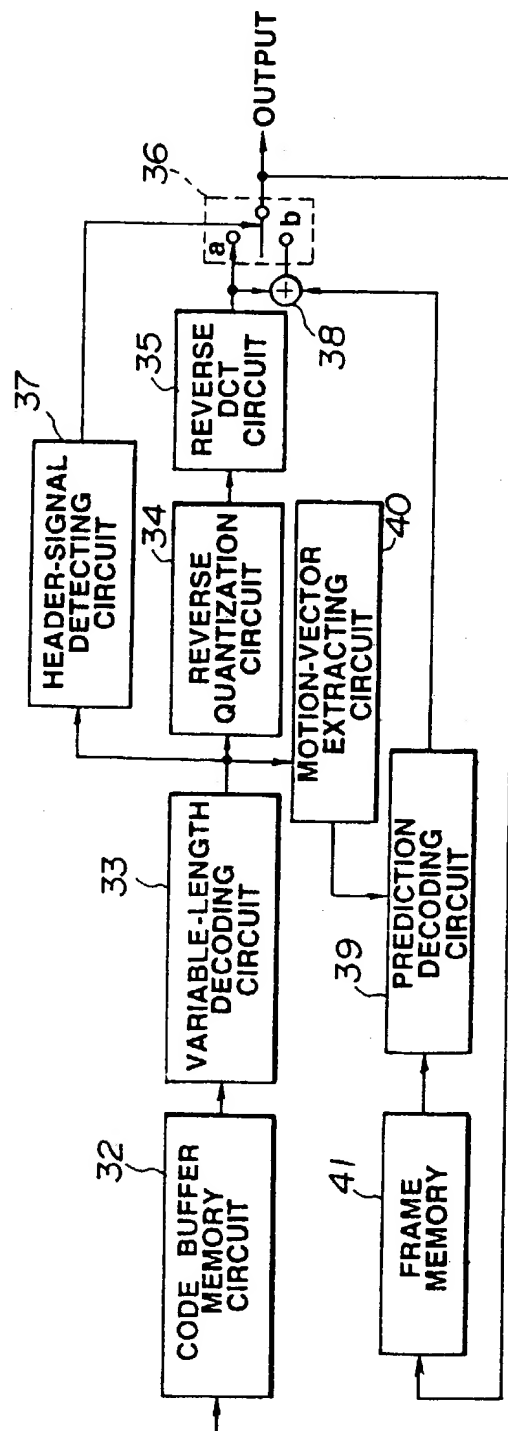 37
HEADER-SIGNAL
DETECTING
CIRCUIT
32
CODE BUFFER
MEMORY
CIRCUIT
33
VARIABLE-LENGTH
DECODING
CIRCUIT
34
REVERSE
QUANTIZATION
CIRCUIT
35
REVERSE
DCT
CIRCUIT
36
a
b
OUTPUT
+
38
40
MOTION-VECTOR
EXTRACTING
CIRCUIT
41
FRAME
MEMORY
39
PREDICTION
DECODING
CIRCUIT